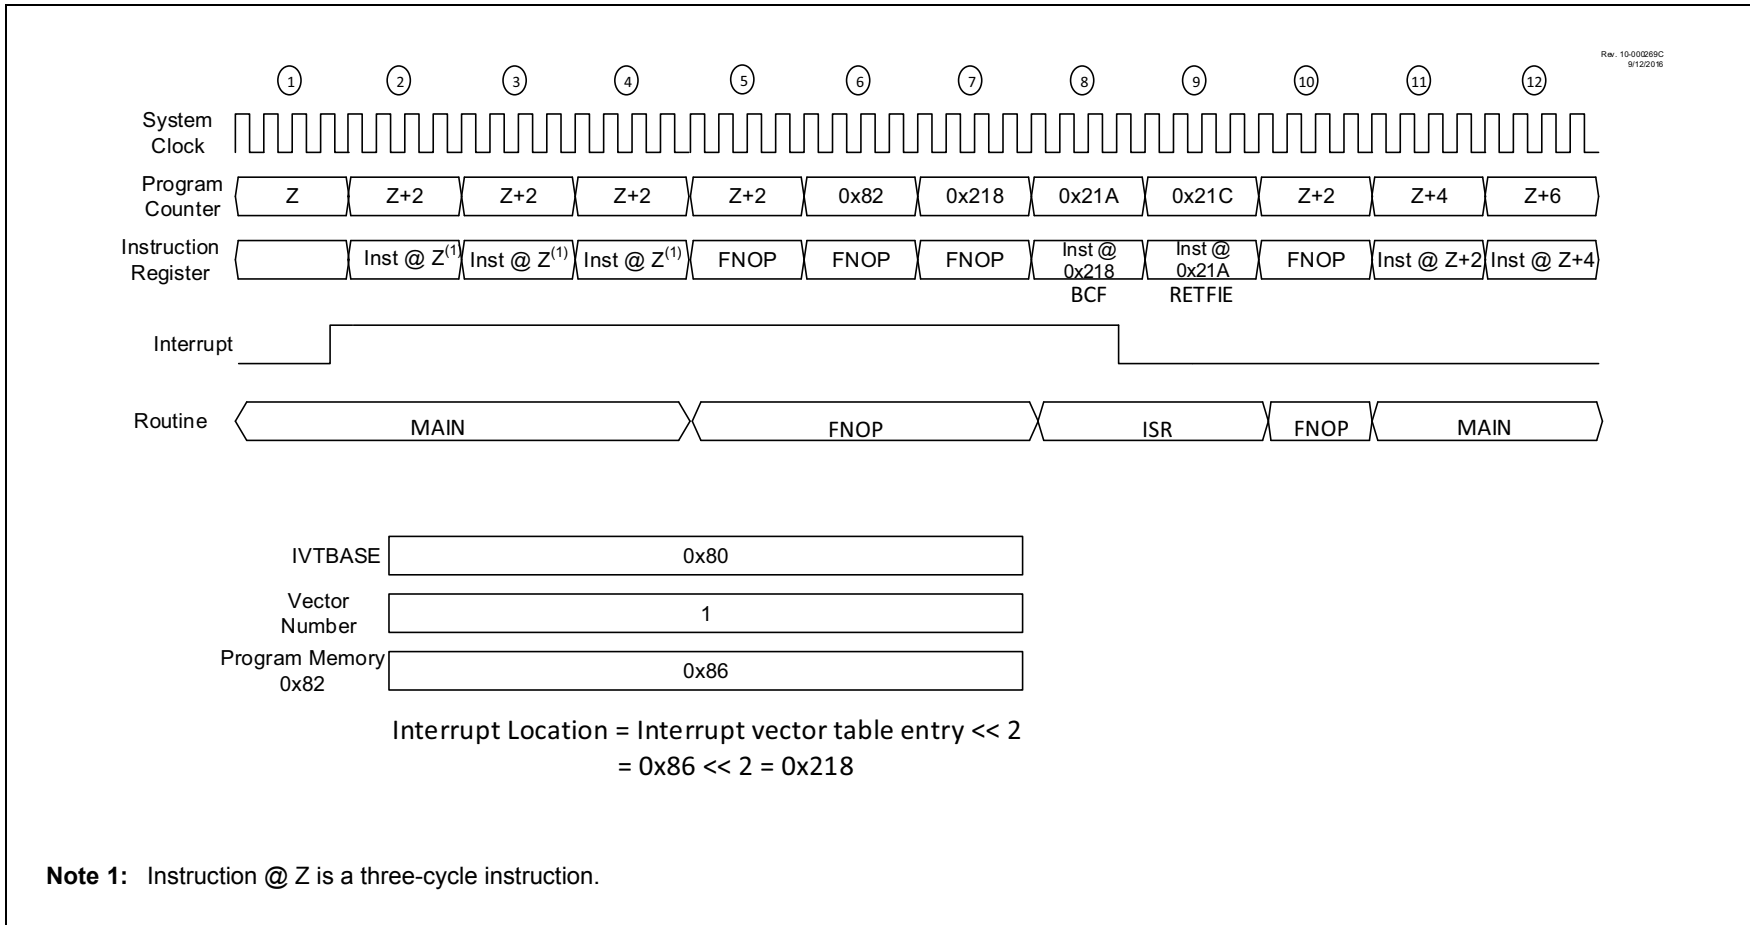 Rev. 10-000269C
9/12/2016
1 2 3 4 5 6 7 8 9 10 11 12
System
Clock
Program
Counter
Z Z+2 Z+2 Z+2 Z+2 0x82 0x218 0x21A 0x21C Z+2 Z+4 Z+6
Instruction
Register
Inst @ Z(1) Inst @ Z(1) Inst @ Z(1) FNOP FNOP FNOP Inst @ 0x218 BCF Inst @ 0x21A RETFIE FNOP Inst @ Z+2 Inst @ Z+4
Interrupt
Routine MAIN FNOP ISR FNOP MAIN
IVTBASE 0x80
Vector
Number
1
Program Memory
0x82
0x86
Interrupt Location = Interrupt vector table entry << 2
= 0x86 << 2 = 0x218
Note 1: Instruction @ Z is a three-cycle instruction.